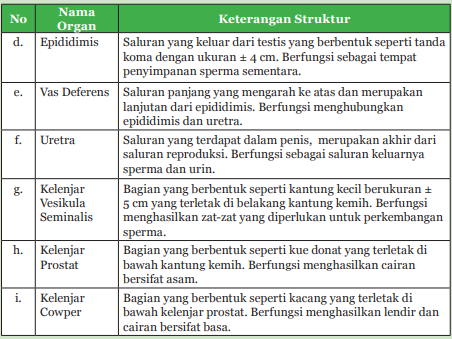 No Nama Organ Keterangan Struktur
d. Epididimis Saluran yang keluar dari testis yang berbentuk seperti tanda
koma dengan ukuran ± 4 cm. Berfungsi sebagai tempat
penyimpanan sperma sementara.
e. Vas Deferens Saluran panjang yang mengarah ke atas dan merupakan
lanjutan dari epididimis. Berfungsi menghubungkan
epididimis dan uretra.
f. Uretra Saluran yang terdapat dalam penis, merupakan akhir dari
saluran reproduksi. Berfungsi sebagai saluran keluarnya
sperma dan urin.
g. Kelenjar Bagian yang berbentuk seperti kantung kecil berukuran ±
Vesikula 5 cm yang terletak di belakang kantung kemih. Berfungsi
Seminalis menghasilkan zat-zat yang diperlukan untuk perkembangan
sperma.
h. Kelenjar Bagian yang berbentuk seperti kue donat yang terletak di
Prostat bawah kantung kemih. Berfungsi menghasilkan cairan
bersifat asam.
i. Kelenjar Bagian yang berbentuk seperti kacang yang terletak di
Cowper bawah kelenjar prostat. Berfungsi menghasilkan lendir dan
cairan bersifat basa.